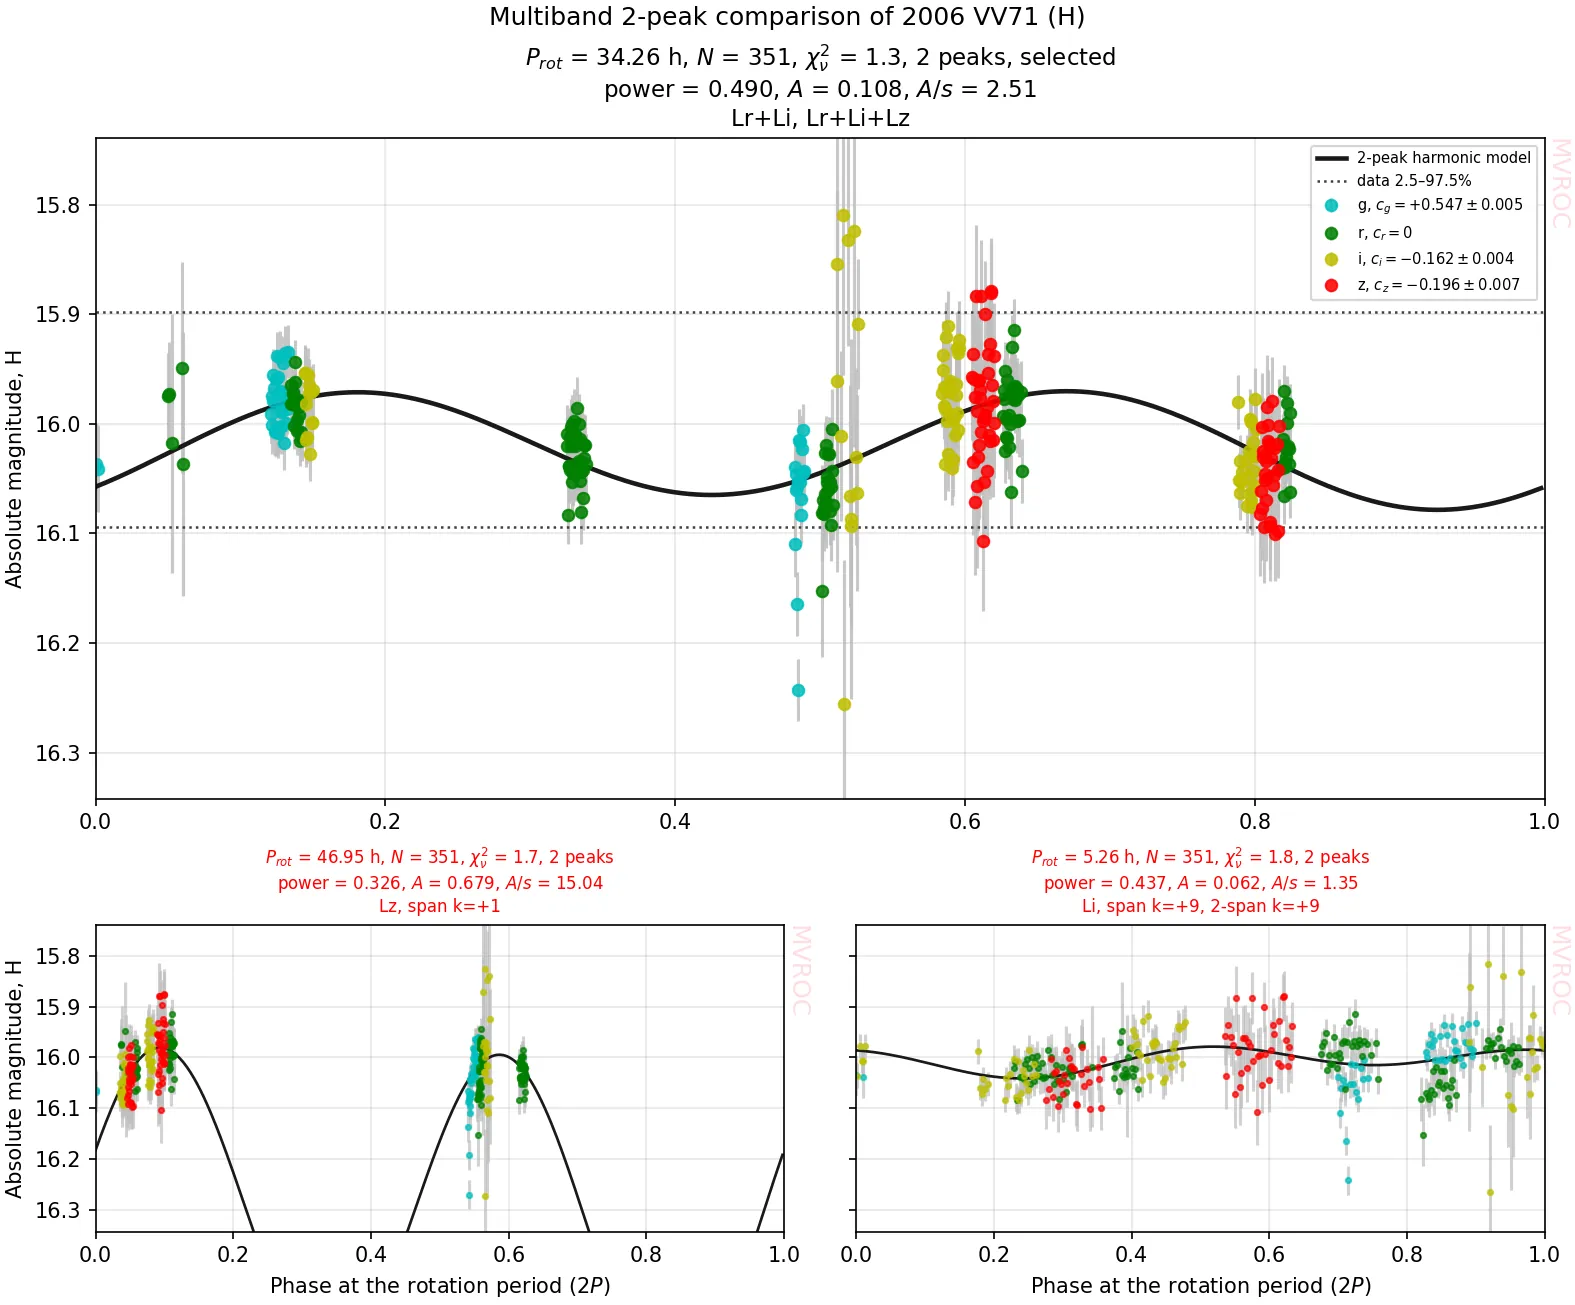 Multiband 2-peak comparison of 2006 VV71 (H)
P_rot = 34.26 h, N = 351, χ²_ν = 1.3, 2 peaks, selected
power = 0.490, A = 0.108, A/s = 2.51
Lr+Li, Lr+Li+Lz
MVROC
2-peak harmonic model
data 2.5–97.5%
g, c_g = +0.547 ± 0.005
r, c_r = 0
i, c_i = −0.162 ± 0.004
z, c_z = −0.196 ± 0.007
Absolute magnitude, H
15.8
15.9
16.0
16.1
16.2
16.3
0.0 0.2 0.4 0.6 0.8 1.0
P_rot = 46.95 h, N = 351, χ²_ν = 1.7, 2 peaks
power = 0.326, A = 0.679, A/s = 15.04
Lz, span k=+1
MVROC
Absolute magnitude, H
15.8
15.9
16.0
16.1
16.2
16.3
0.0 0.2 0.4 0.6 0.8 1.0
Phase at the rotation period (2P)
P_rot = 5.26 h, N = 351, χ²_ν = 1.8, 2 peaks
power = 0.437, A = 0.062, A/s = 1.35
Li, span k=+9, 2-span k=+9
MVROC
0.0 0.2 0.4 0.6 0.8 1.0
Phase at the rotation period (2P)